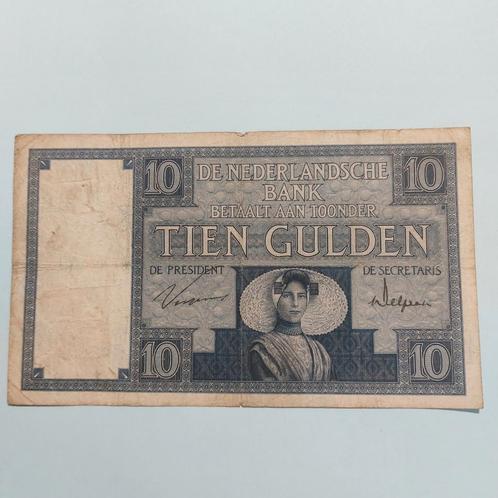 10
DE NEDERLANDSCHE
BANK
BETAALT AAN TOONDER
10
TIEN GULDEN
DE PRESIDENT
DE SECRETARIS
10
10